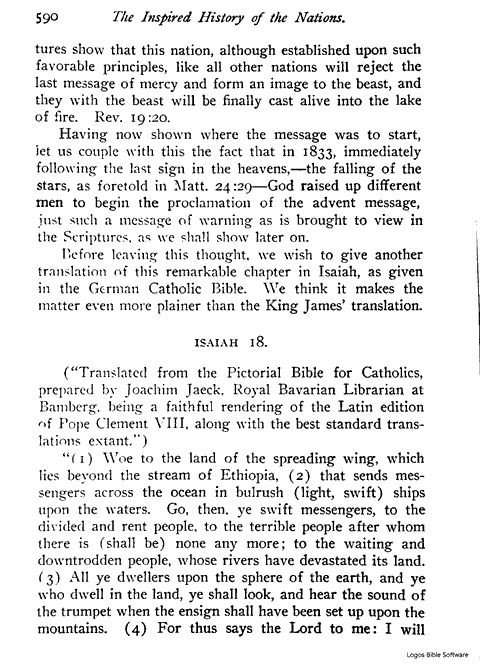 590 The Inspired History of the Nations.
tures show that this nation, although established upon such
favorable principles, like all other nations will reject the
last message of mercy and form an image to the beast, and
they with the beast will be finally cast alive into the lake
of fire. Rev. 19:20.
Having now shown where the message was to start,
let us couple with this the fact that in 1833, immediately
following the last sign in the heavens,—the falling of the
stars, as foretold in Matt. 24:29—God raised up different
men to begin the proclamation of the advent message,
just such a message of warning as is brought to view in
the Scriptures, as we shall show later on.
Before leaving this thought, we wish to give another
translation of this remarkable chapter in Isaiah, as given
in the German Catholic Bible. We think it makes the
matter even more plainer than the King James' translation.
ISAIAH 18.
("Translated from the Pictorial Bible for Catholics,
prepared by Joachim Jaeck, Royal Bavarian Librarian at
Bamberg, being a faithful rendering of the Latin edition
of Pope Clement VIII, along with the best standard trans-
lations extant.")
"(1) Woe to the land of the spreading wing, which
lies beyond the stream of Ethiopia, (2) that sends mes-
sengers across the ocean in bulrush (light, swift) ships
upon the waters. Go, then, ye swift messengers, to the
divided and rent people, to the terrible people after whom
there is (shall be) none any more; to the waiting and
downtrodden people, whose rivers have devastated its land.
(3) All ye dwellers upon the sphere of the earth, and ye
who dwell in the land, ye shall look, and hear the sound of
the trumpet when the ensign shall have been set up upon the
mountains. (4) For thus says the Lord to me: I will
Logos Bible Software